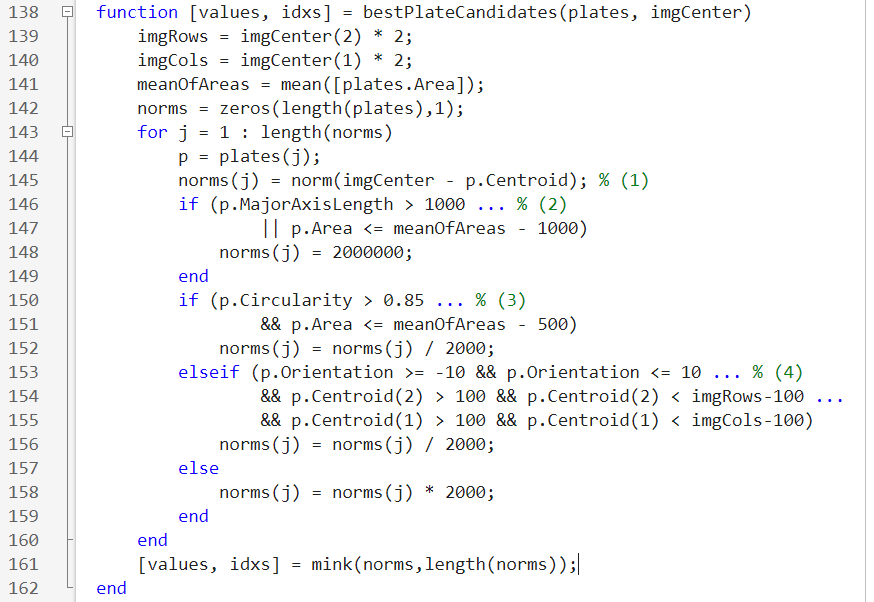 138 function [values, idxs] = bestPlateCandidates(plates, imgCenter)
139     imgRows = imgCenter(2) * 2;
140     imgCols = imgCenter(1) * 2;
141     meanOfAreas = mean([plates.Area]);
142     norms = zeros(length(plates),1);
143     for j = 1 : length(norms)
144         p = plates(j);
145         norms(j) = norm(imgCenter - p.Centroid); % (1)
146         if (p.MajorAxisLength > 1000 ... % (2)
147                 || p.Area <= meanOfAreas - 1000)
148             norms(j) = 2000000;
149         end
150         if (p.Circularity > 0.85 ... % (3)
151                 && p.Area <= meanOfAreas - 500)
152             norms(j) = norms(j) / 2000;
153         elseif (p.Orientation >= -10 && p.Orientation <= 10 ... % (4)
154                 && p.Centroid(2) > 100 && p.Centroid(2) < imgRows-100 ...
155                 && p.Centroid(1) > 100 && p.Centroid(1) < imgCols-100)
156             norms(j) = norms(j) / 2000;
157         else
158             norms(j) = norms(j) * 2000;
159         end
160     end
161     [values, idxs] = mink(norms,length(norms));
162 end